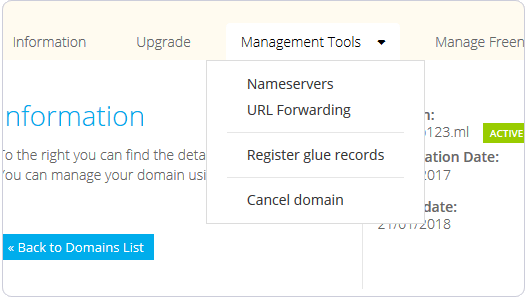 Information Upgrade Management Tools Manage Freen
Nameservers
URL Forwarding
Register glue records
Cancel domain
nformation
To the right you can find the deta
You can manage your domain usi
« Back to Domains List
n:
123.ml ACTIVE
ation Date:
2017
date:
21/01/2018